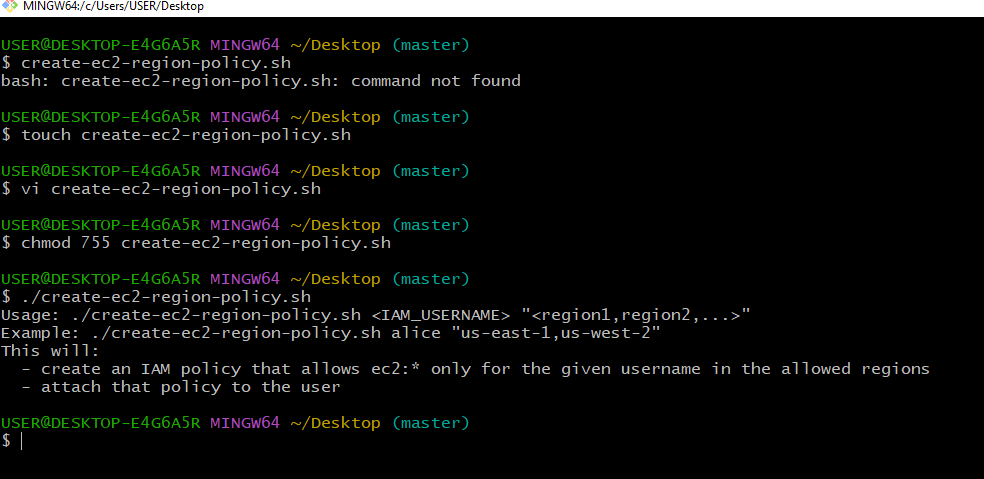 MINGW64:/c/Users/USER/Desktop
USER@DESKTOP-E4G6A5R MINGW64 ~/Desktop (master)
$ create-ec2-region-policy.sh
bash: create-ec2-region-policy.sh: command not found
USER@DESKTOP-E4G6A5R MINGW64 ~/Desktop (master)
$ touch create-ec2-region-policy.sh
USER@DESKTOP-E4G6A5R MINGW64 ~/Desktop (master)
$ vi create-ec2-region-policy.sh
USER@DESKTOP-E4G6A5R MINGW64 ~/Desktop (master)
$ chmod 755 create-ec2-region-policy.sh
USER@DESKTOP-E4G6A5R MINGW64 ~/Desktop (master)
$ ./create-ec2-region-policy.sh
Usage: ./create-ec2-region-policy.sh <IAM_USERNAME> "<region1,region2,...>"
Example: ./create-ec2-region-policy.sh alice "us-east-1,us-west-2"
This will:
  - create an IAM policy that allows ec2:* only for the given username in the allowed regions
  - attach that policy to the user
USER@DESKTOP-E4G6A5R MINGW64 ~/Desktop (master)
$